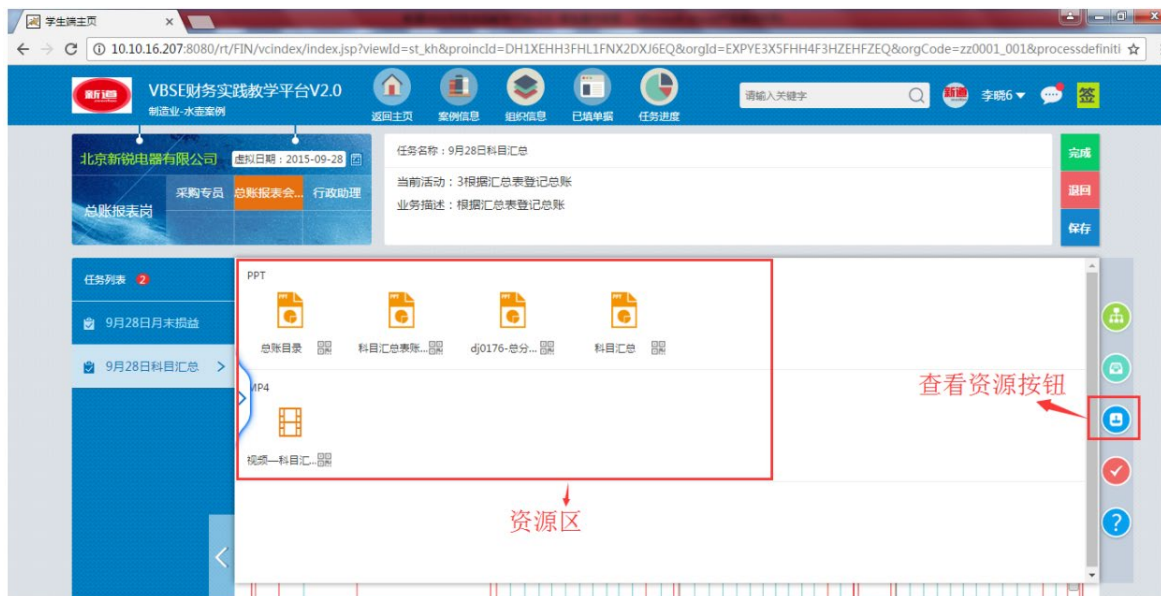 学生端主页
10.10.16.207:8080/rt/FIN/vcindex/index.jsp?viewId=st_kh&proincId=DH1XEHH3FHL1FNX2DXJ6EQ&orgId=EXPYE3X5FHH4F3HZEHFZEQ&orgCode=zz0001_001&processdefiniti
新道 VBSE财务实践教学平台V2.0
制造业-水壶案例
返回主页 案例信息 组织信息 已填单据 任务进度
请输入关键字
新道 李晓6 签
北京新锐电器有限公司 虚拟日期：2015-09-28
总账报表岗 采购专员 总账报表会... 行政助理
任务名称：9月28日科目汇总
当前活动：3根据汇总表登记总账
业务描述：根据汇总表登记总账
完成
退回
保存
任务列表 2
9月28日月末损益
9月28日科目汇总 >
PPT
总账目录 科目汇总表账... dj0176-总分... 科目汇总
MP4
视频—科目汇...
查看资源按钮
资源区